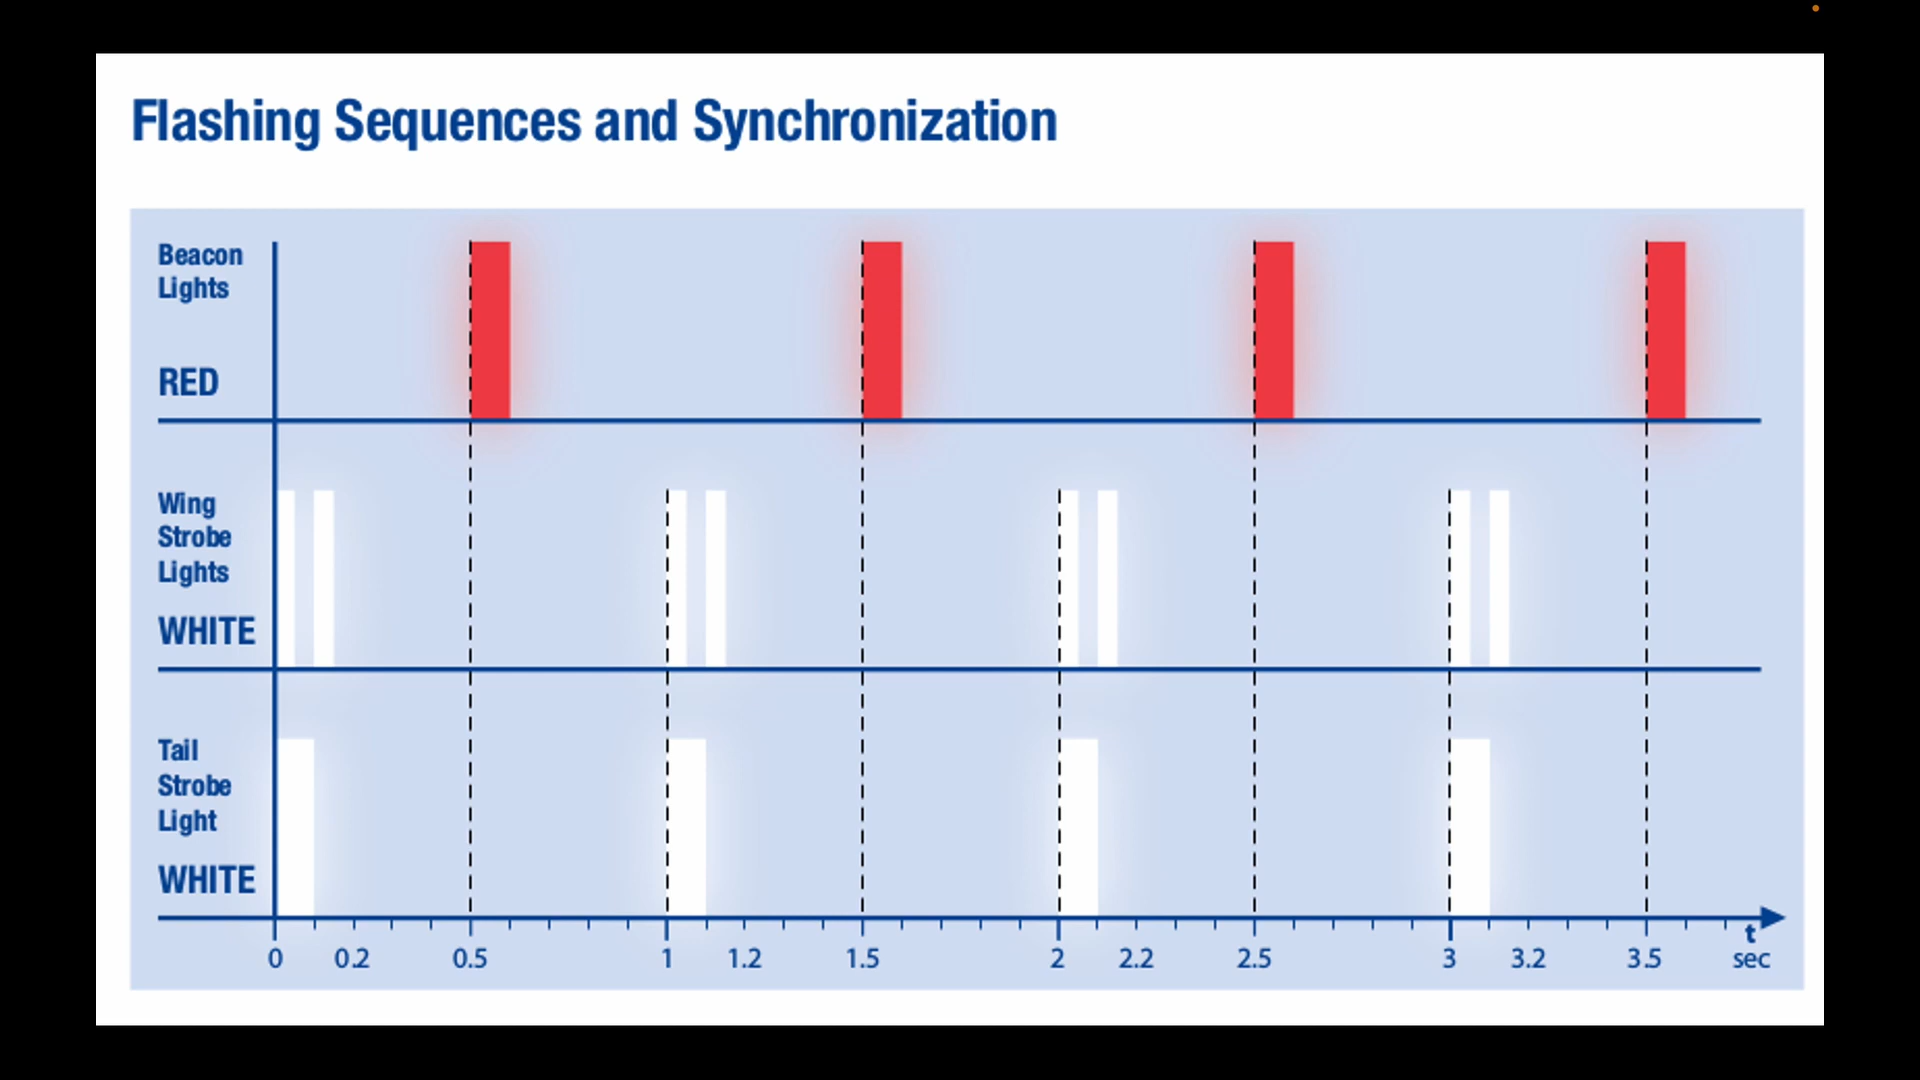 Flashing Sequences and Synchronization
Beacon
Lights
RED
Wing
Strobe
Lights
WHITE
Tail
Strobe
Light
WHITE
t
0 0.2 0.5 1 1.2 1.5 2 2.2 2.5 3 3.2 3.5 sec